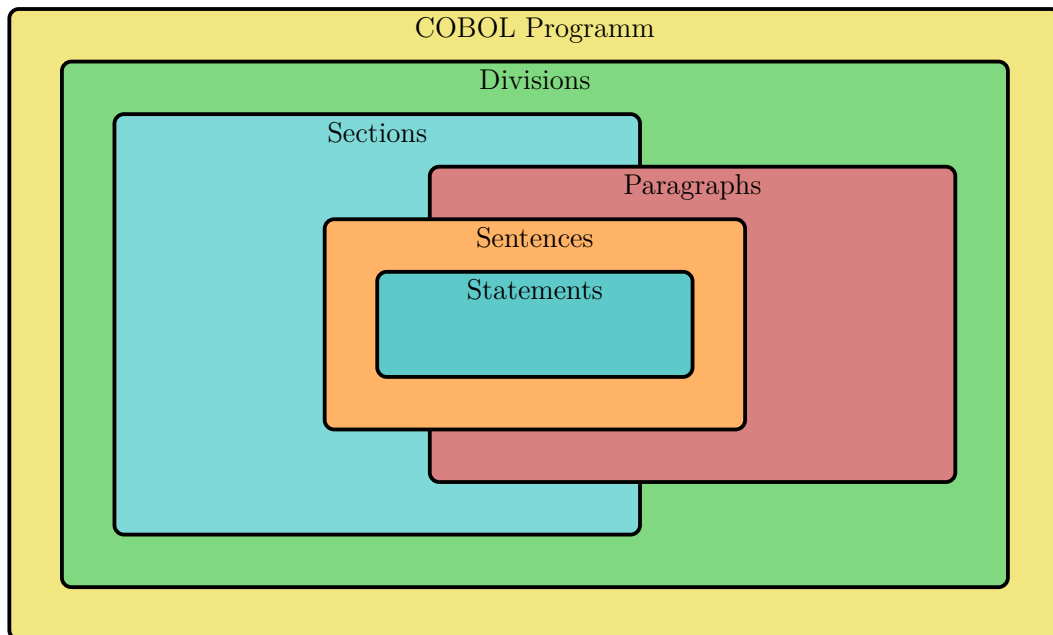 COBOL Programm
Divisions
Sections
Paragraphs
Sentences
Statements